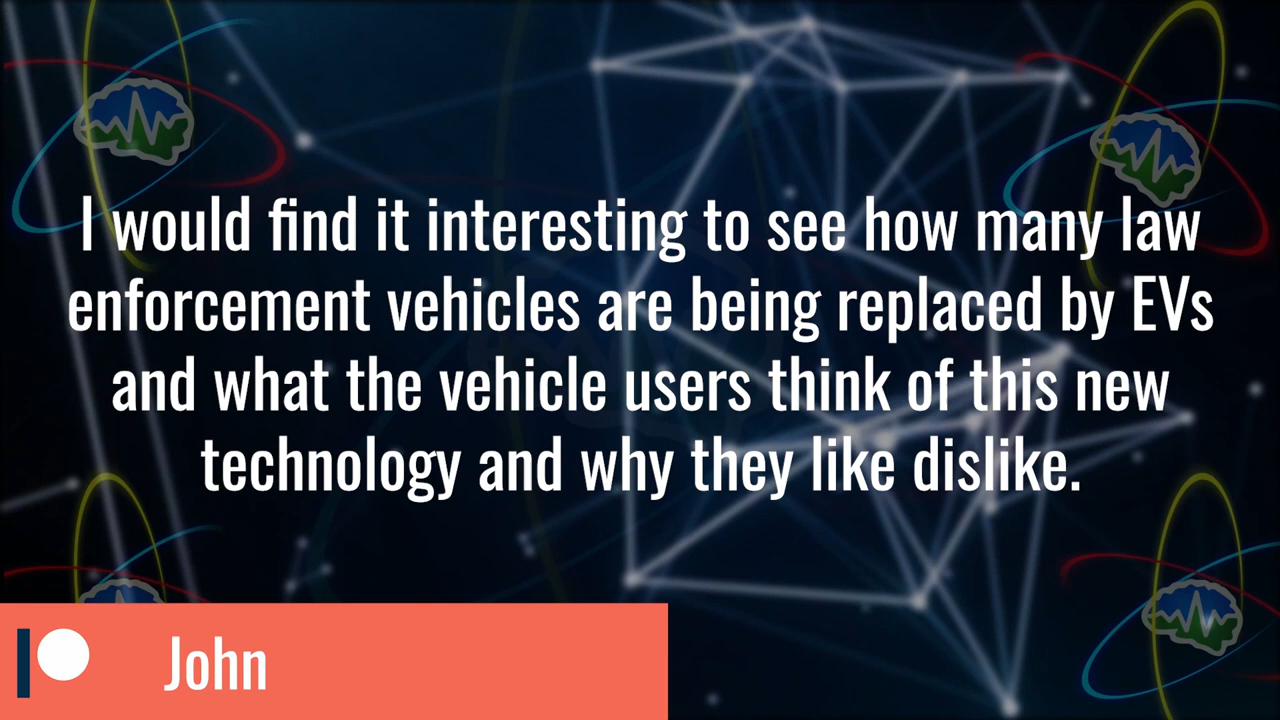 I would find it interesting to see how many law
enforcement vehicles are being replaced by EVs
and what the vehicle users think of this new
technology and why they like dislike.
John